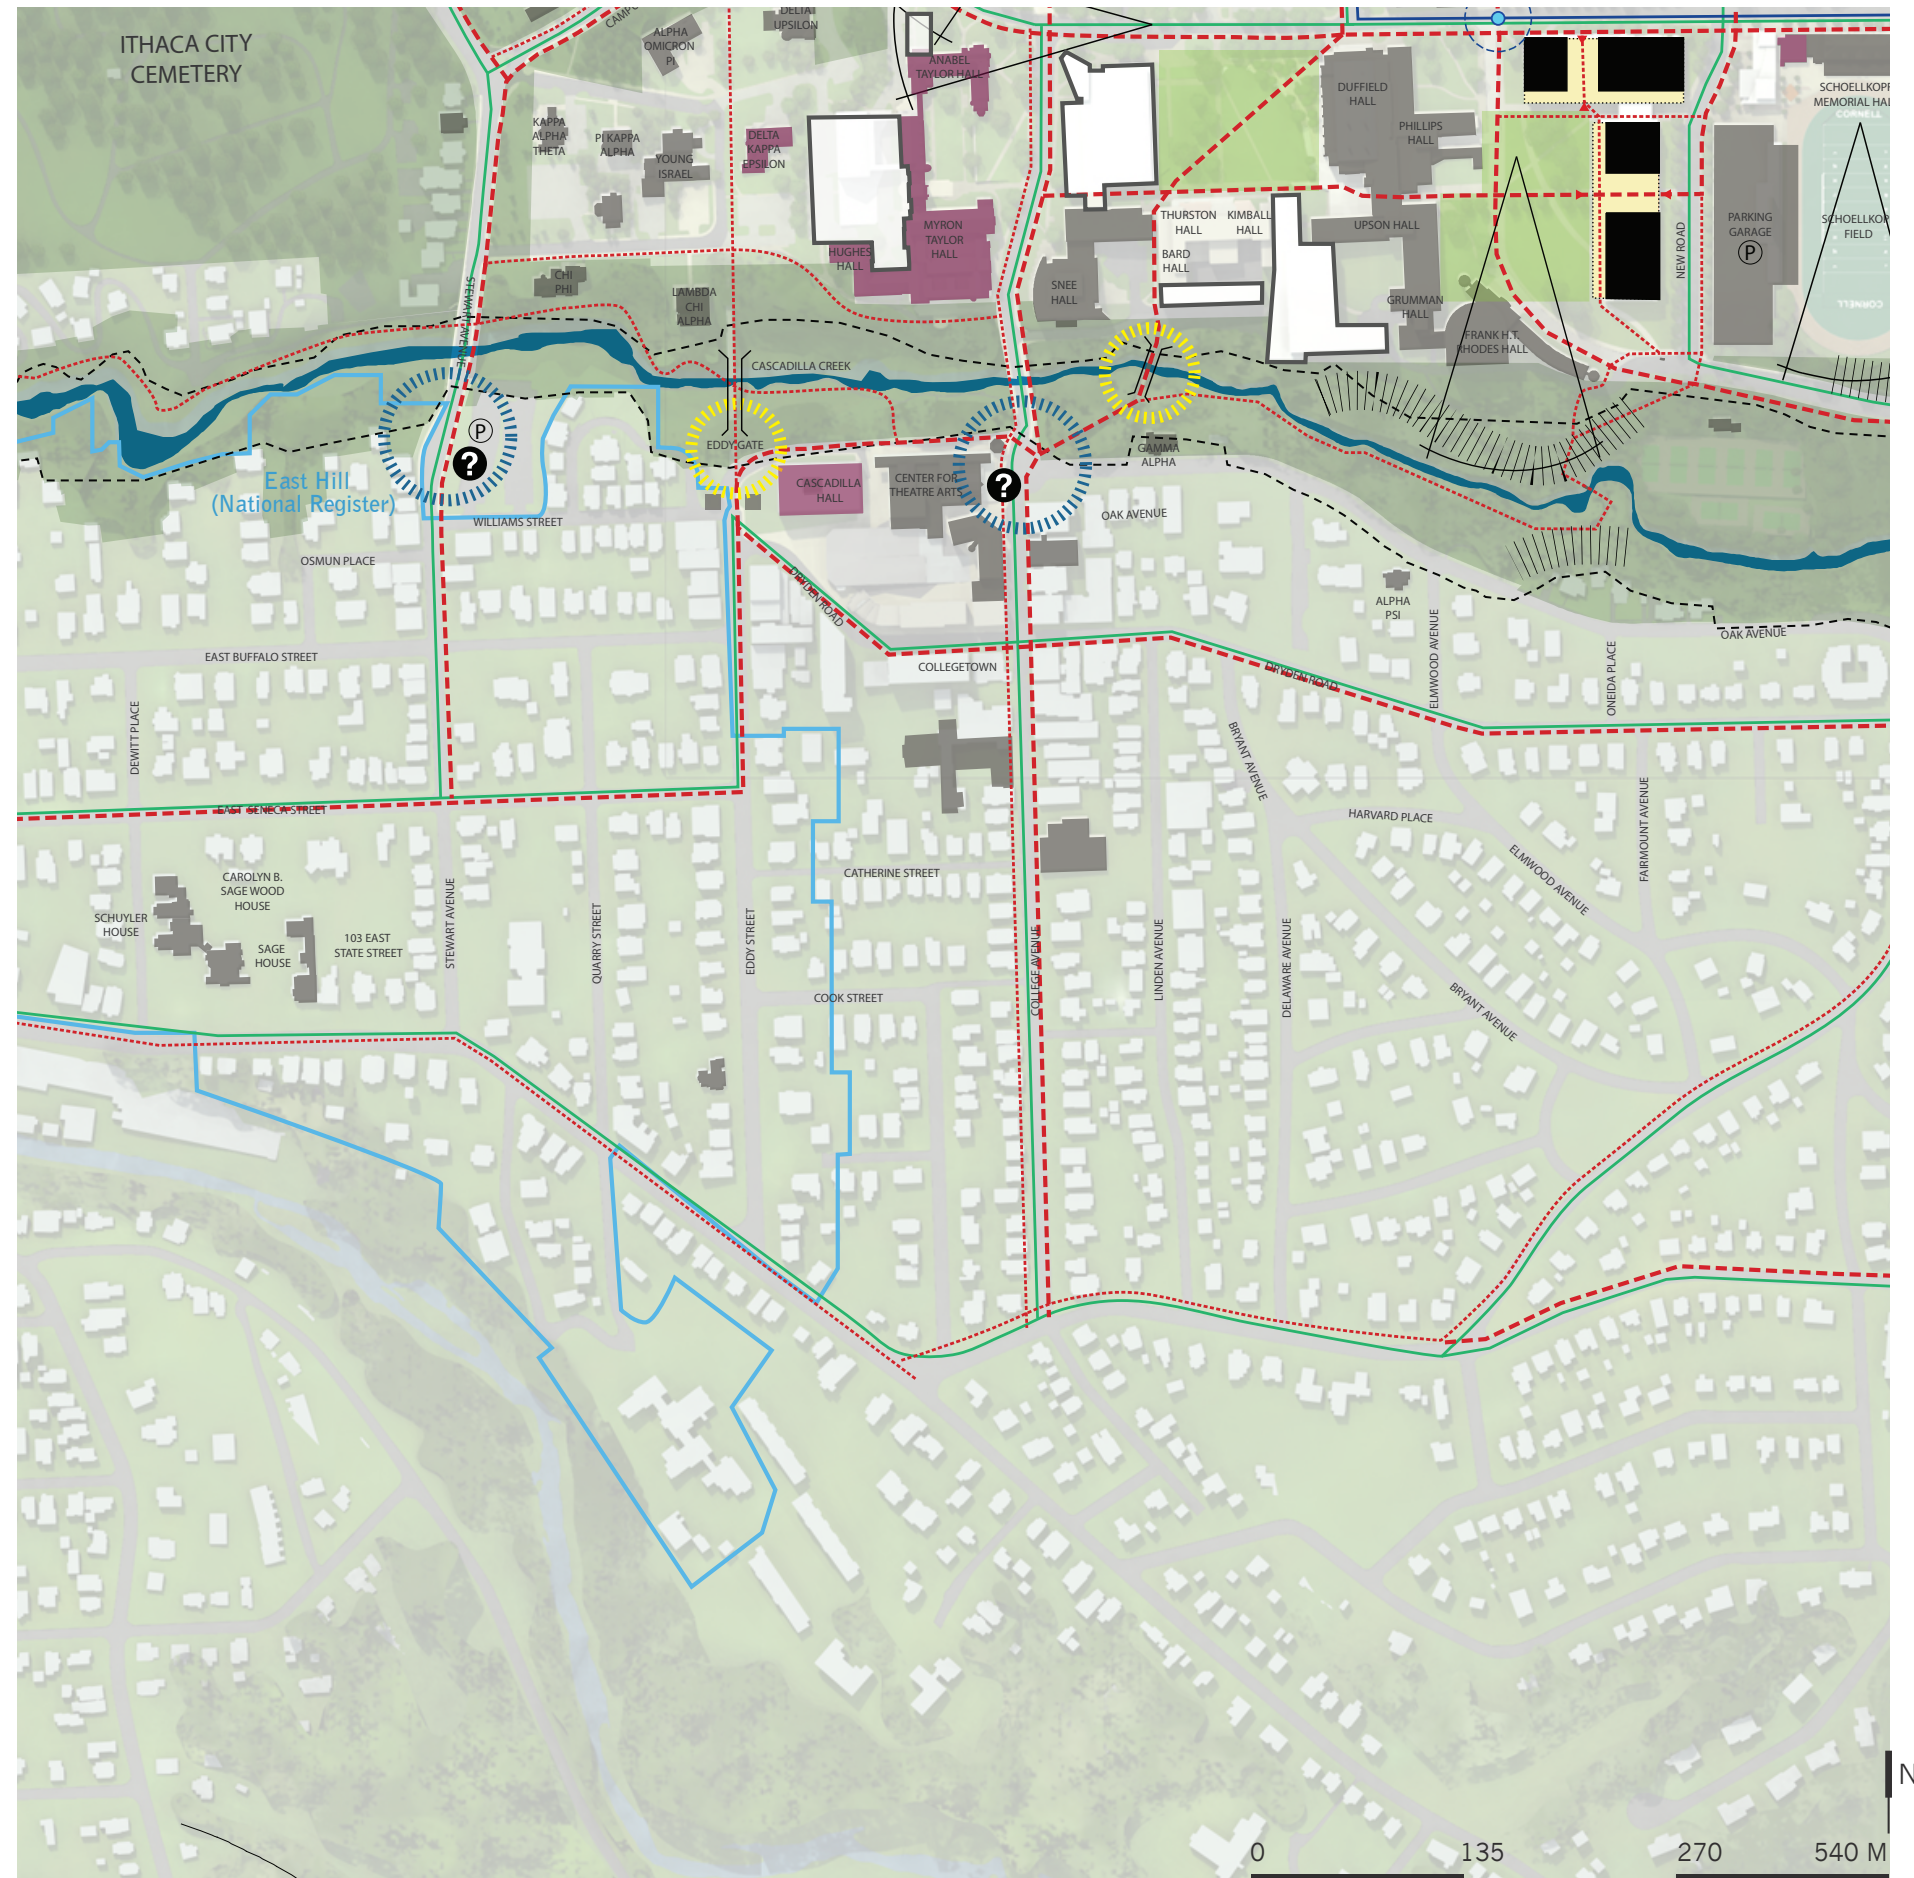 ITHACA CITY
CEMETERY
CAMPU
ALPHA
OMICRON
PI
DELTA
UPSILON
ANABEL
TAYLOR HALL
KAPPA
ALPHA
THETA
PI KAPPA
ALPHA
YOUNG
ISRAEL
DELTA
KAPPA
EPSILON
DUFFIELD
HALL
PHILLIPS
HALL
SCHOELLKOPF
MEMORIAL HAL
CORNELL
MYRON
TAYLOR
HALL
HUGHES
HALL
THURSTON
HALL
KIMBALL
HALL
BARD
HALL
UPSON HALL
NEW ROAD
PARKING
GARAGE
P
SCHOELLKOP
FIELD
CORNELL
CHI
PHI
LAMBDA
CHI
ALPHA
SNEE
HALL
GRUMMAN
HALL
FRANK H.T.
RHODES HALL
STEWART AVENUE
CASCADILLA CREEK
P
?
EDDY GATE
GAMMA
ALPHA
East Hill
(National Register)
CASCADILLA
HALL
CENTER FOR
THEATRE ARTS
?
OAK AVENUE
WILLIAMS STREET
OSMUN PLACE
DRYDEN ROAD
ALPHA
PSI
ELMWOOD AVENUE
ONEIDA PLACE
OAK AVENUE
EAST BUFFALO STREET
COLLEGETOWN
DRYDEN ROAD
DEWITT PLACE
BRYANT AVENUE
EAST SENECA STREET
HARVARD PLACE
FAIRMOUNT AVENUE
ELMWOOD AVENUE
CAROLYN B.
SAGE WOOD
HOUSE
CATHERINE STREET
SCHUYLER
HOUSE
SAGE
HOUSE
103 EAST
STATE STREET
STEWART AVENUE
QUARRY STREET
EDDY STREET
COLLEGE AVENUE
LINDEN AVENUE
DELAWARE AVENUE
COOK STREET
BRYANT AVENUE
N
0
135
270
540 M